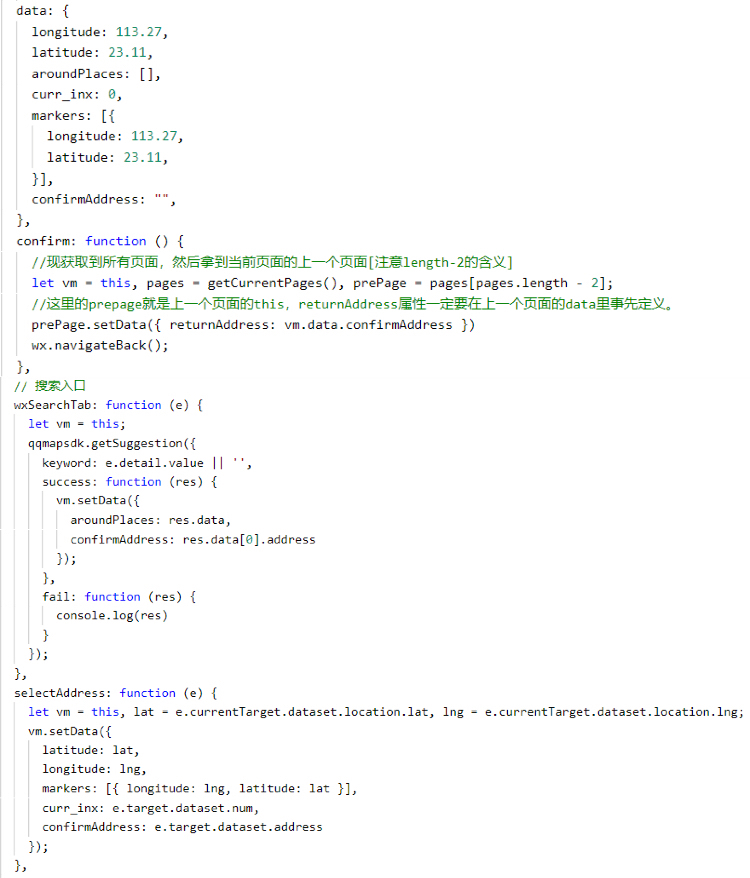 data: {
longitude: 113.27,
latitude: 23.11,
aroundPlaces: [],
curr_inx: 0,
markers: [{
longitude: 113.27,
latitude: 23.11,
}],
confirmAddress: "",
},
confirm: function () {
//现获取到所有页面，然后拿到当前页面的上一个页面[注意length-2的含义]
let vm = this, pages = getCurrentPages(), prePage = pages[pages.length - 2];
//这里的prepage就是上一个页面的this，returnAddress属性一定要在上一个页面的data里事先定义。
prePage.setData({ returnAddress: vm.data.confirmAddress })
wx.navigateBack();
},
// 搜索入口
wxSearchTab: function (e) {
let vm = this;
qqmapsdk.getSuggestion({
keyword: e.detail.value || '',
success: function (res) {
vm.setData({
aroundPlaces: res.data,
confirmAddress: res.data[0].address
});
},
fail: function (res) {
console.log(res)
}
});
},
selectAddress: function (e) {
let vm = this, lat = e.currentTarget.dataset.location.lat, lng = e.currentTarget.dataset.location.lng;
vm.setData({
latitude: lat,
longitude: lng,
markers: [{ longitude: lng, latitude: lat }],
curr_inx: e.target.dataset.num,
confirmAddress: e.target.dataset.address
});
},